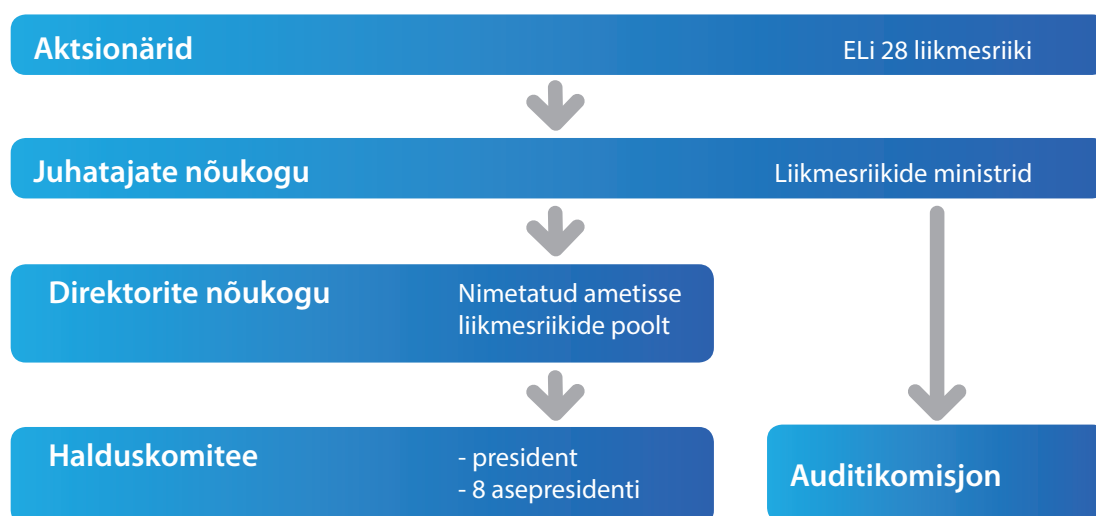 Aktsionärid ELi 28 liikmesriiki
Juhatajate nõukogu Liikmesriikide ministrid
Direktorite nõukogu Nimetatud ametisse
liikmesriikide poolt
Halduskomitee - president
- 8 asepresidenti
Auditikomisjon